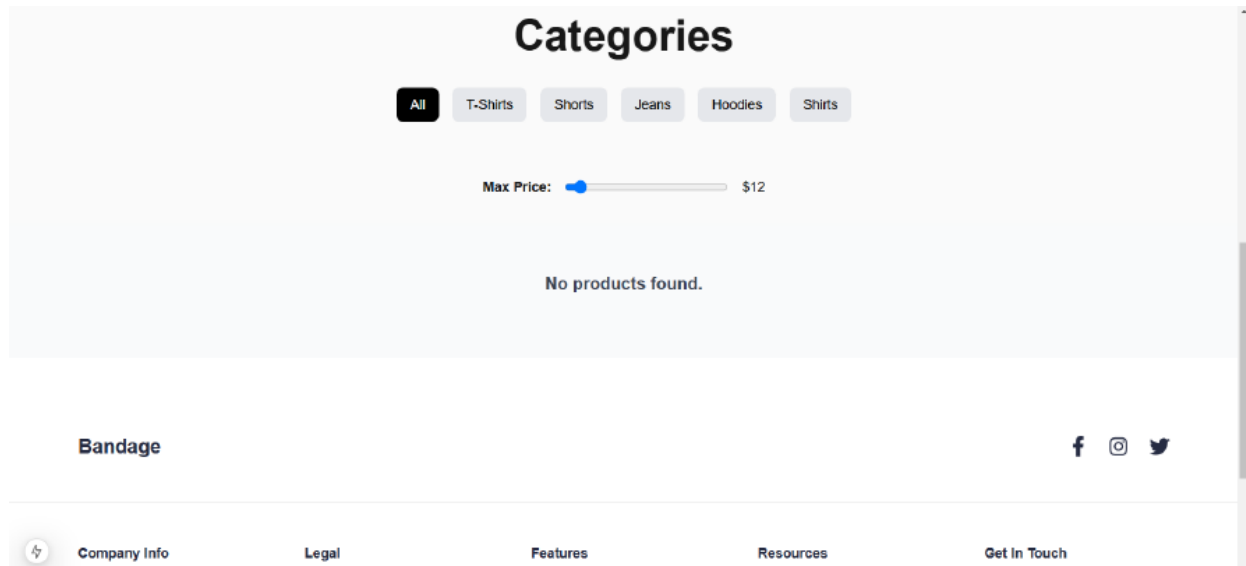 Categories
All T-Shirts Shorts Jeans Hoodies Shirts
Max Price: $12
No products found.
Bandage
Company Info Legal Features Resources Get In Touch